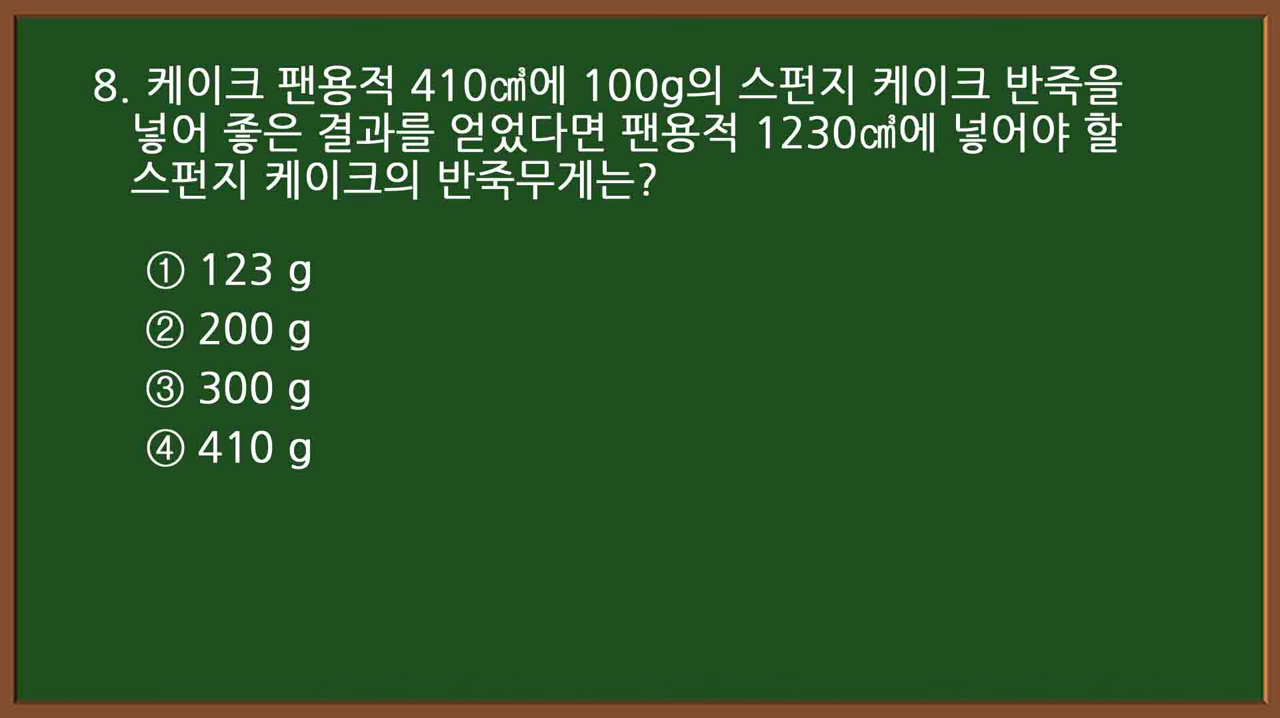 8. 케이크 팬용적 410㎤에 100g의 스펀지 케이크 반죽을
넣어 좋은 결과를 얻었다면 팬용적 1230㎤에 넣어야 할
스펀지 케이크의 반죽무게는?
① 123 g
② 200 g
③ 300 g
④ 410 g